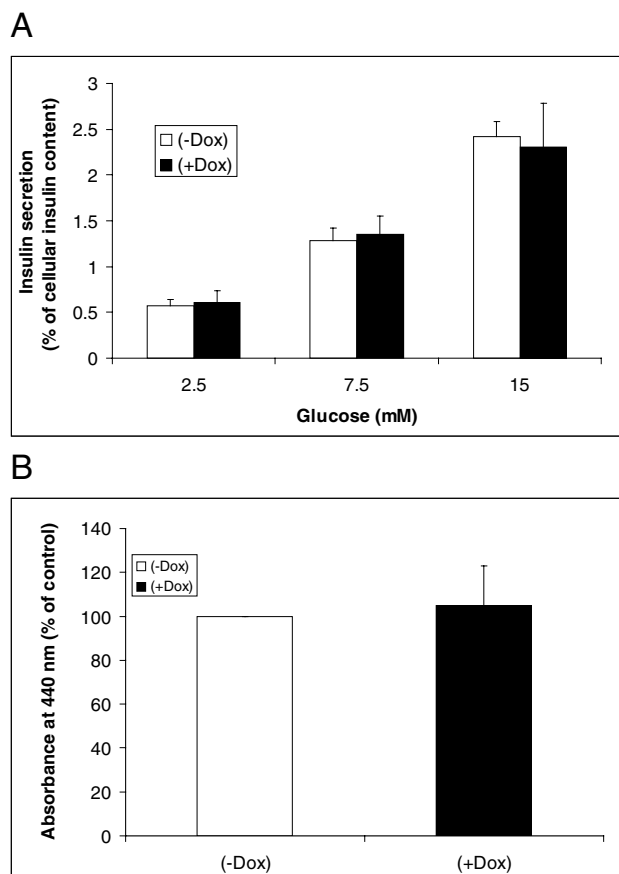 A
Insulin secretion
(% of cellular insulin content)
3
2.5
2
1.5
1
0.5
0
(-Dox)
(+Dox)
2.5 7.5 15
Glucose (mM)
B
Absorbance at 440 nm (% of control)
140
120
100
80
60
40
20
0
(-Dox)
(+Dox)
(-Dox) (+Dox)